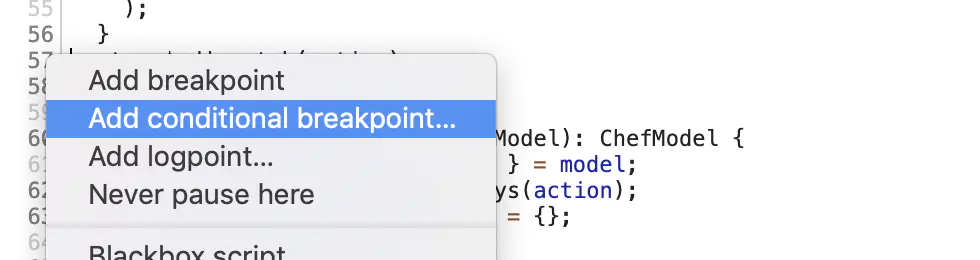 55 );
56 }
57
58
59
60 Model): ChefModel {
61 } = model;
62 ys(action);
63 = {};
64
Add breakpoint
Add conditional breakpoint...
Add logpoint...
Never pause here
Blackbox script